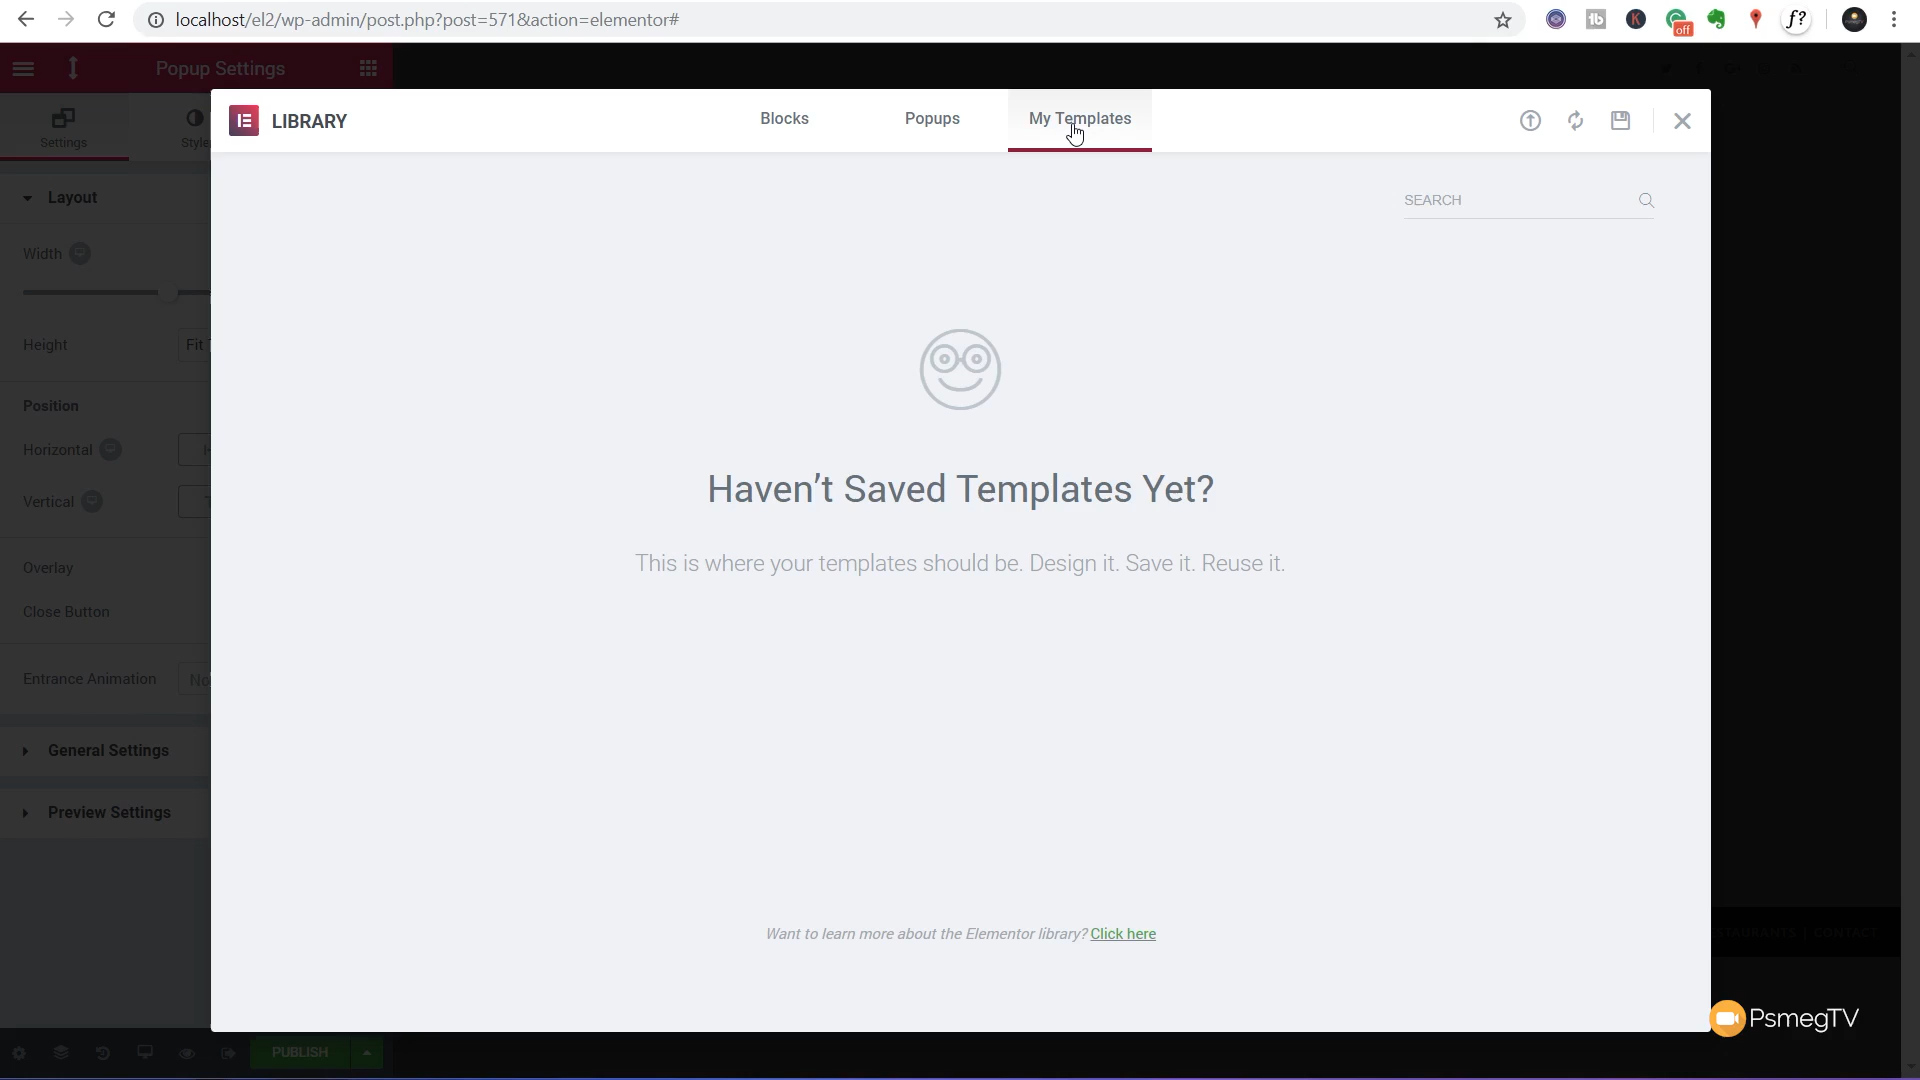 localhost/el2/wp-admin/post.php?post=571&action=elementor#
off
f?
Popup Settings
LIBRARY
Blocks
Popups
My Templates
Settings
Style
SEARCH
Layout
Width
Height
Fit
Haven't Saved Templates Yet?
This is where your templates should be. Design it. Save it. Reuse it.
Position
Horizontal
Vertical
Overlay
Close Button
Entrance Animation
General Settings
Preview Settings
Want to learn more about the Elementor library? Click here
CONTACT
PsmegTV
PUBLISH